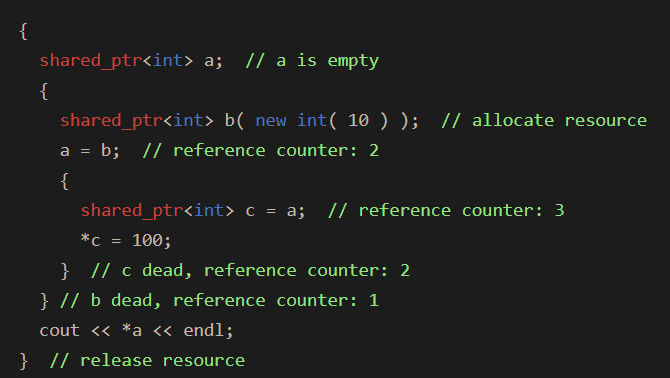 {
  shared_ptr<int> a;  // a is empty
  {
    shared_ptr<int> b( new int( 10 ) );  // allocate resource
    a = b;  // reference counter: 2
    {
      shared_ptr<int> c = a;  // reference counter: 3
      *c = 100;
    }  // c dead, reference counter: 2
  } // b dead, reference counter: 1
  cout << *a << endl;
}  // release resource